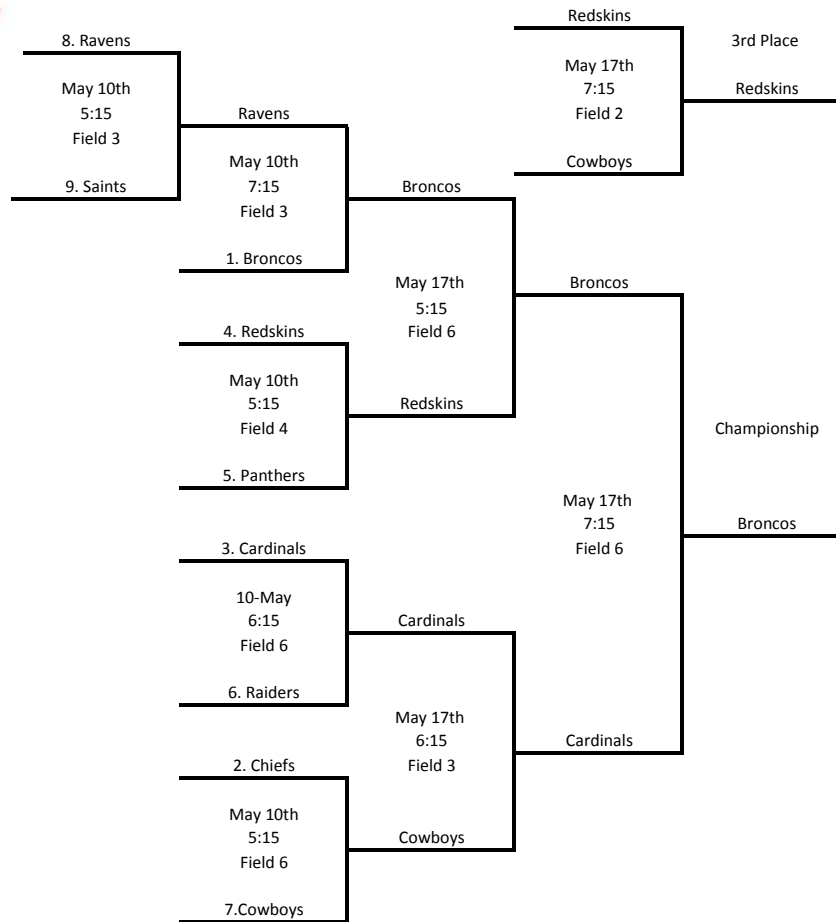 Redskins
8. Ravens
3rd Place
May 17th
7:15
Field 2
Redskins
May 10th
5:15
Field 3
Ravens
Cowboys
9. Saints
May 10th
7:15
Field 3
Broncos
1. Broncos
May 17th
5:15
Field 6
Broncos
4. Redskins
May 10th
5:15
Field 4
Redskins
Championship
5. Panthers
May 17th
7:15
Field 6
Broncos
3. Cardinals
10-May
6:15
Field 6
Cardinals
6. Raiders
May 17th
6:15
Field 3
Cardinals
2. Chiefs
May 10th
5:15
Field 6
Cowboys
7.Cowboys